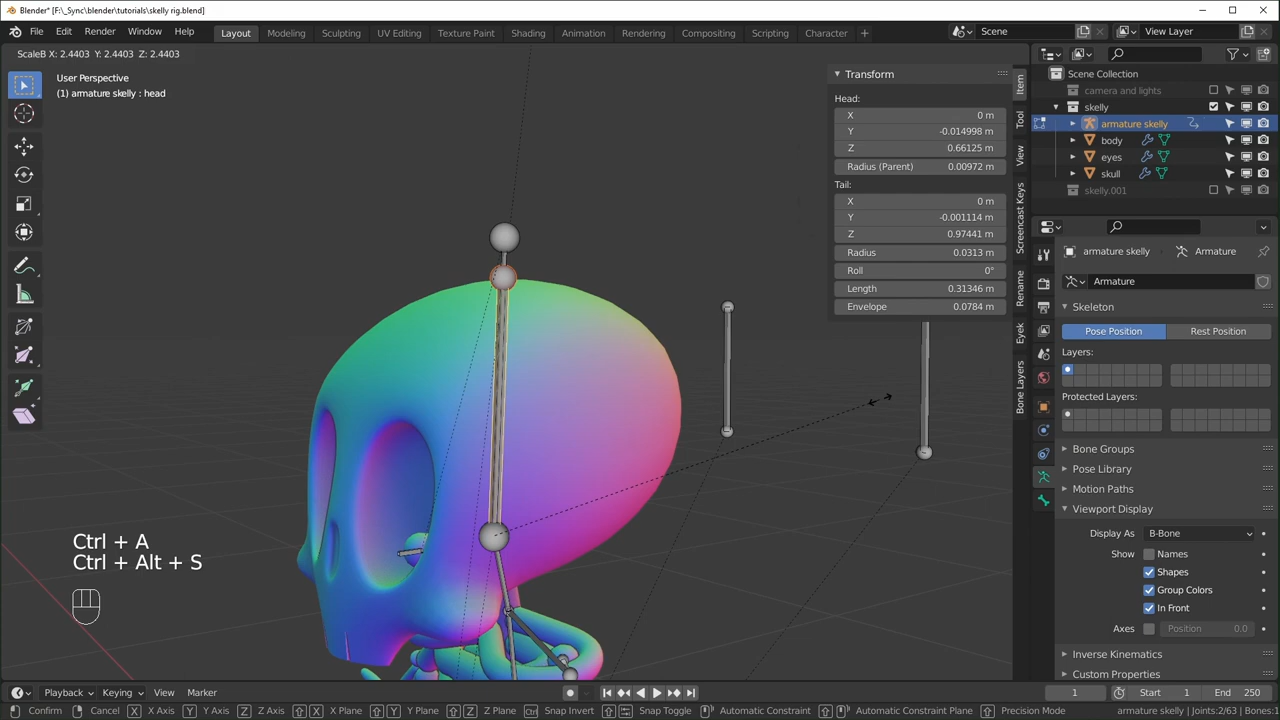 Blender* [F:\_Sync\blender\tutorials\skelly rig.blend]
File Edit Render Window Help Layout Modeling Sculpting UV Editing Texture Paint Shading Animation Rendering Compositing Scripting Character + Scene View Layer
ScaleB X: 2.4403 Y: 2.4403 Z: 2.4403
User Perspective
(1) armature skelly : head
Transform
Head:
X 0 m
Y -0.014998 m
Z 0.66125 m
Radius (Parent) 0.00972 m
Tail:
X 0 m
Y -0.001114 m
Z 0.97441 m
Radius 0.0313 m
Roll 0°
Length 0.31346 m
Envelope 0.0784 m
Item
Tool
View
Screencast Keys
Rename
Eyek
Bone Layers
Scene Collection
camera and lights
skelly
armature skelly
body
eyes
skull
skelly.001
armature skelly Armature
Armature
Skeleton
Pose Position Rest Position
Layers:
Protected Layers:
Bone Groups
Pose Library
Motion Paths
Viewport Display
Display As B-Bone
Show Names
Shapes
Group Colors
In Front
Axes Position 0.0
Inverse Kinematics
Custom Properties
Ctrl + A
Ctrl + Alt + S
Playback Keying View Marker 1 Start 1 End 250
Confirm Cancel X X Axis Y Y Axis Z Z Axis X X Plane Y Y Plane Z Z Plane Ctrl Snap Invert Snap Toggle Automatic Constraint Automatic Constraint Plane Precision Mode armature skelly | Joints:2/63 | Bones:1